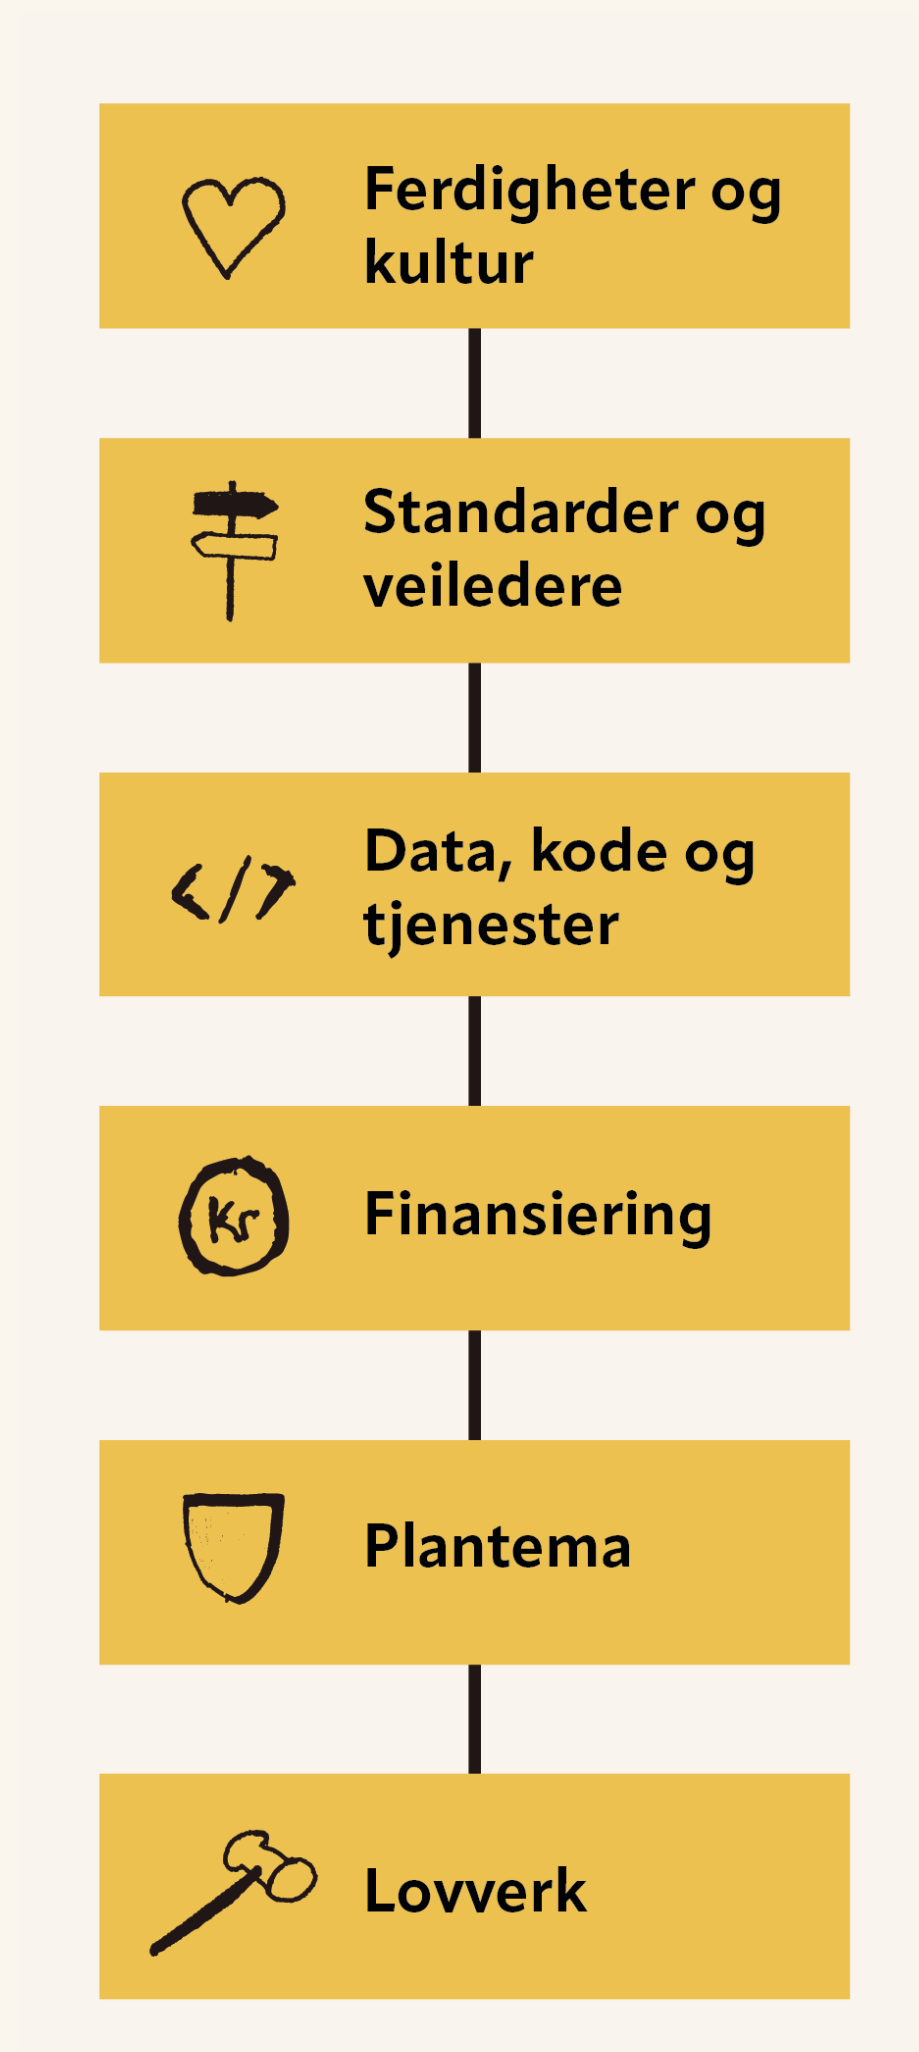 Ferdigheter og
kultur
Standarder og
veiledere
Data, kode og
tjenester
</>
Kr
Finansiering
Plantema
Lovverk